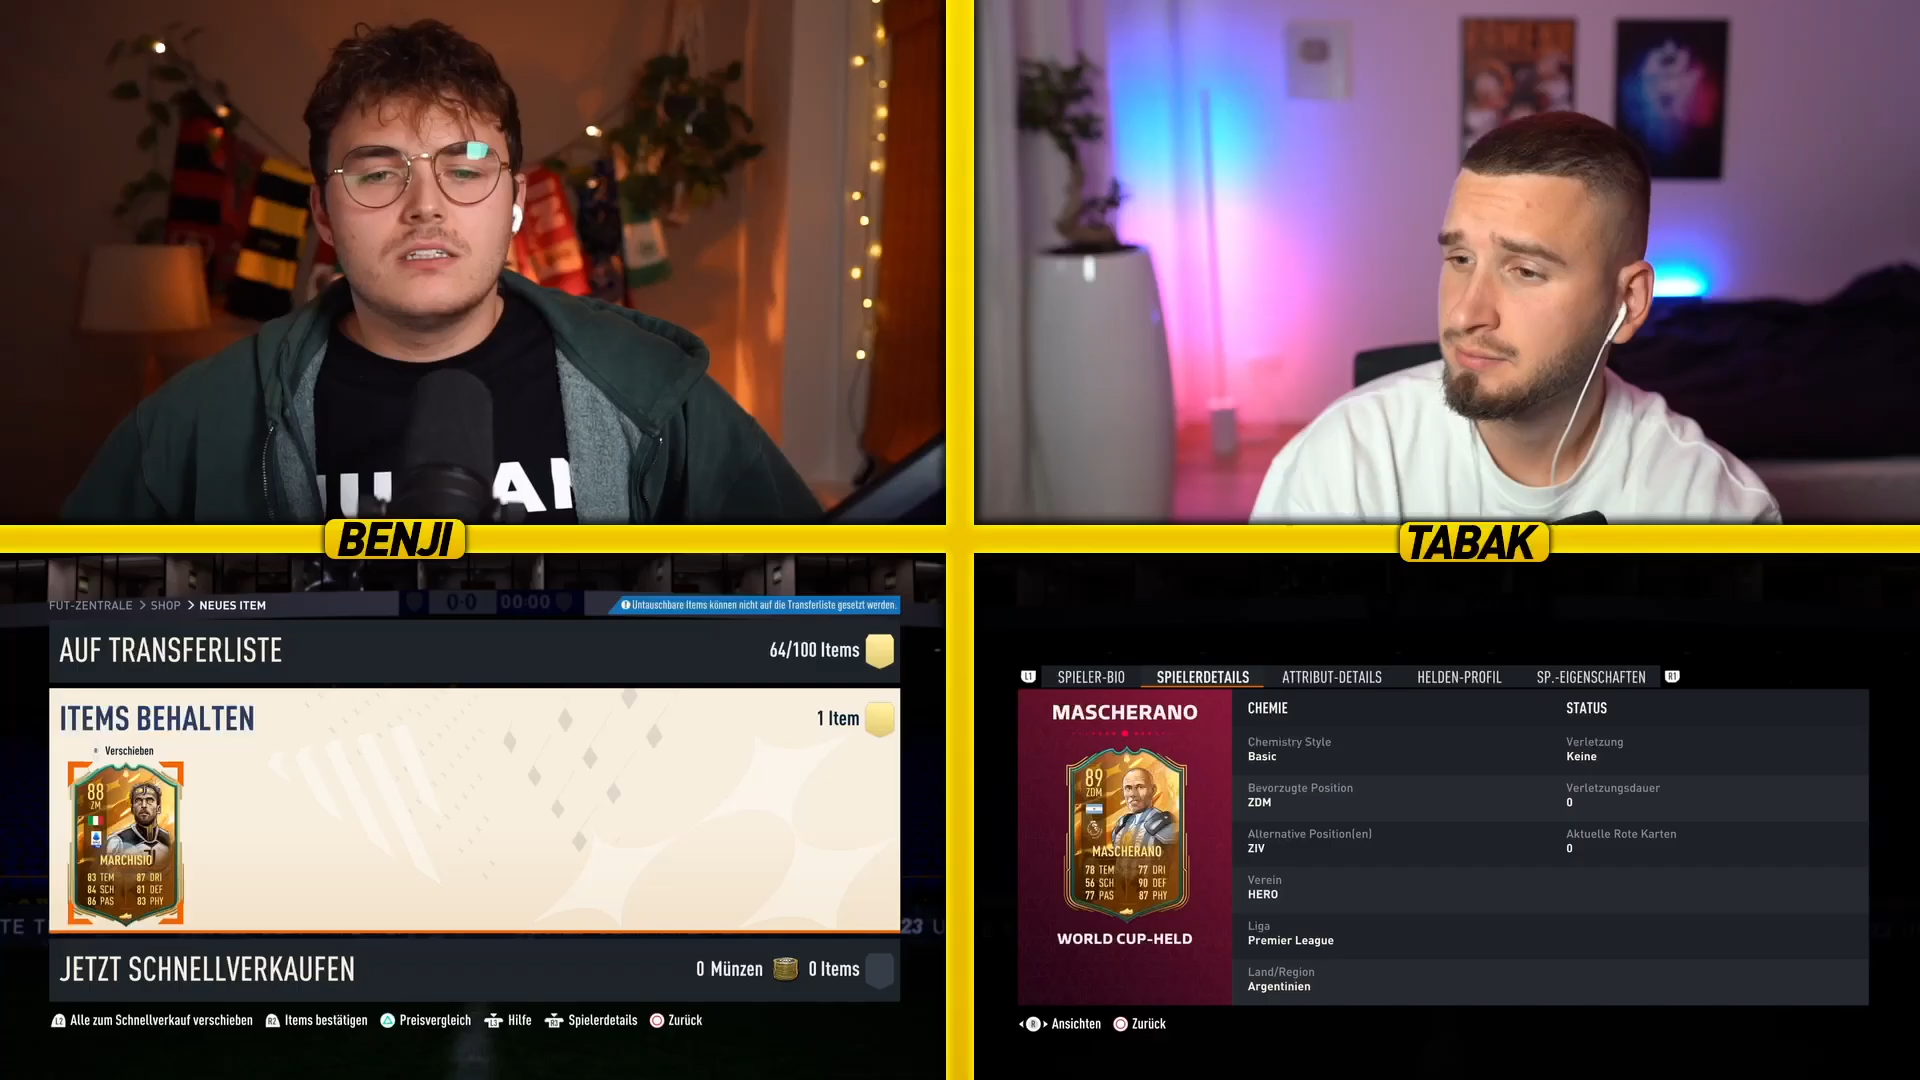 BENJI
TABAK
FUT-ZENTRALE > SHOP > NEUES ITEM
Untauschbare Items können nicht auf die Transferliste gesetzt werden.
AUF TRANSFERLISTE
64/100 Items
ITEMS BEHALTEN
1 Item
Verschieben
88
ZM
MARCHISIO
83 TEM 87 DRI
84 SCH 81 DEF
86 PAS 83 PHY
JETZT SCHNELLVERKAUFEN
0 Münzen 0 Items
L2 Alle zum Schnellverkauf verschieben R2 Items bestätigen Preisvergleich Hilfe Spielerdetails Zurück
L1 SPIELER-BIO SPIELERDETAILS ATTRIBUT-DETAILS HELDEN-PROFIL SP.-EIGENSCHAFTEN R1
MASCHERANO
89
ZDM
MASCHERANO
78 TEM 77 DRI
56 SCH 90 DEF
77 PAS 87 PHY
WORLD CUP-HELD
CHEMIE
Chemistry Style
Basic
Bevorzugte Position
ZDM
Alternative Position(en)
ZIV
Verein
HERO
Liga
Premier League
Land/Region
Argentinien
STATUS
Verletzung
Keine
Verletzungsdauer
0
Aktuelle Rote Karten
0
R Ansichten Zurück